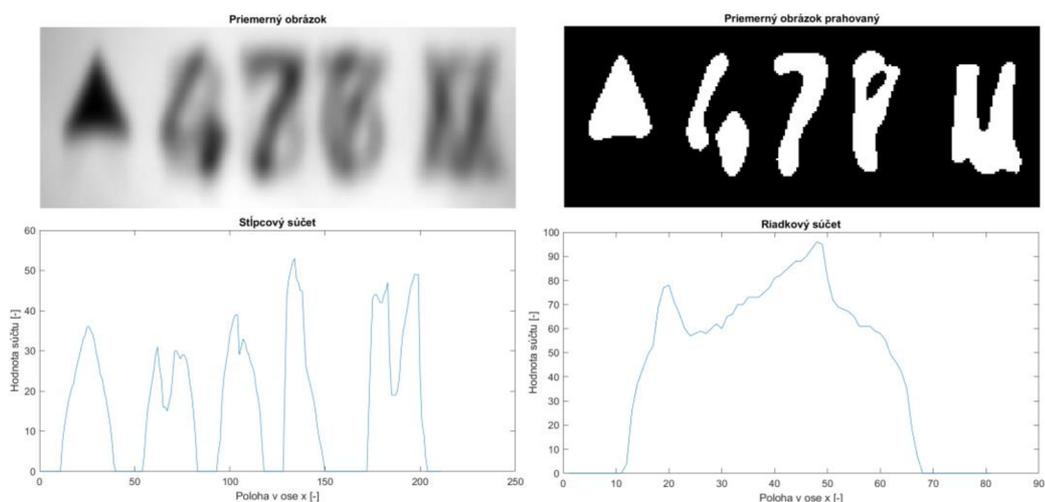 Priemerný obrázok
Priemerný obrázok prahovaný
Stĺpcový súčet
60
50
40
30
20
10
0
Hodnota súčtu [-]
0 50 100 150 200 250
Poloha v ose x [-]
Riadkový súčet
100
90
80
70
60
50
40
30
20
10
0
Hodnota súčtu [-]
0 10 20 30 40 50 60 70 80 90
Poloha v ose x [-]